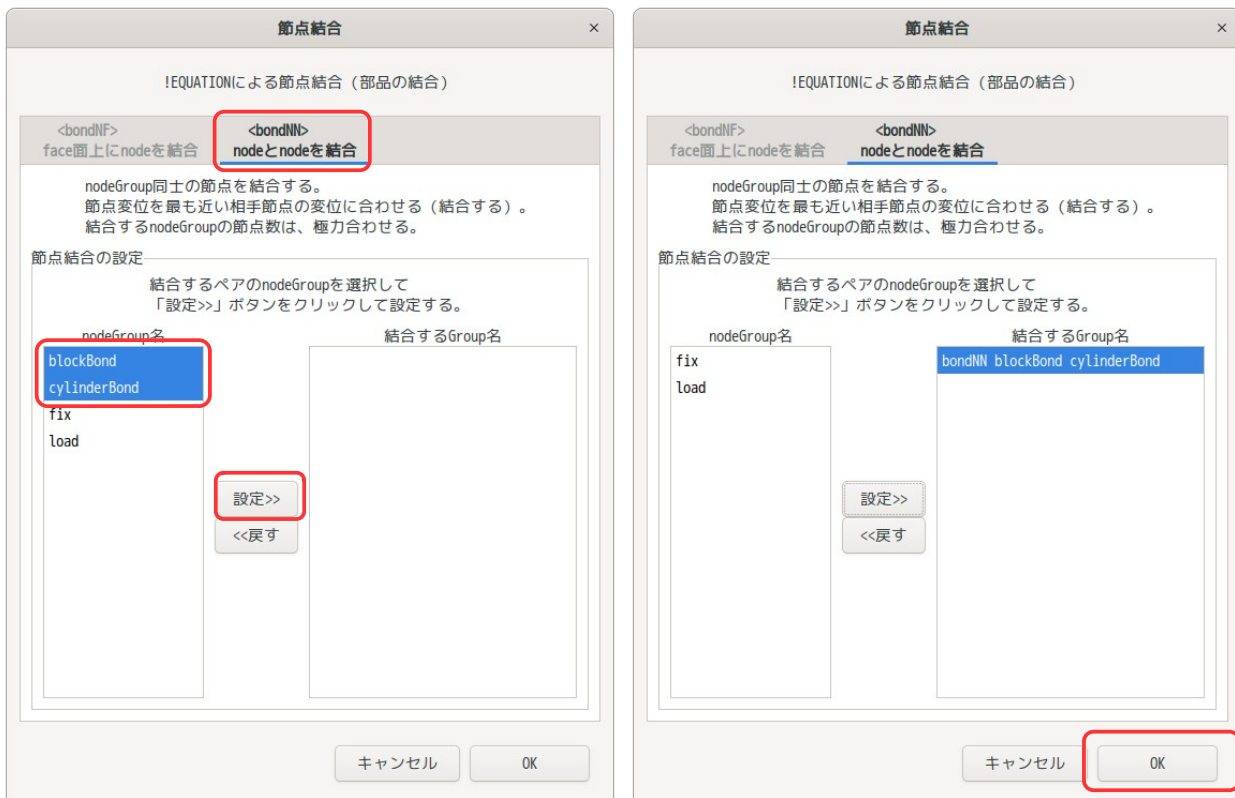 節点結合 ×
!EQUATIONによる節点結合 (部品の結合)
<bondNF>
face面上にnodeを結合
<bondNN>
nodeとnodeを結合
nodeGroup同士の節点を結合する。
節点変位を最も近い相手節点の変位に合わせる (結合する) 。
結合するnodeGroupの節点数は、極力合わせる。
節点結合の設定
結合するペアのnodeGroupを選択して
「設定>>」ボタンをクリックして設定する。
nodeGroup名
結合するGroup名
blockBond
cylinderBond
fix
load
設定>>
<<戻す
キャンセル
OK
節点結合 ×
!EQUATIONによる節点結合 (部品の結合)
<bondNF>
face面上にnodeを結合
<bondNN>
nodeとnodeを結合
nodeGroup同士の節点を結合する。
節点変位を最も近い相手節点の変位に合わせる (結合する) 。
結合するnodeGroupの節点数は、極力合わせる。
節点結合の設定
結合するペアのnodeGroupを選択して
「設定>>」ボタンをクリックして設定する。
nodeGroup名
結合するGroup名
fix
load
bondNN blockBond cylinderBond
設定>>
<<戻す
キャンセル
OK